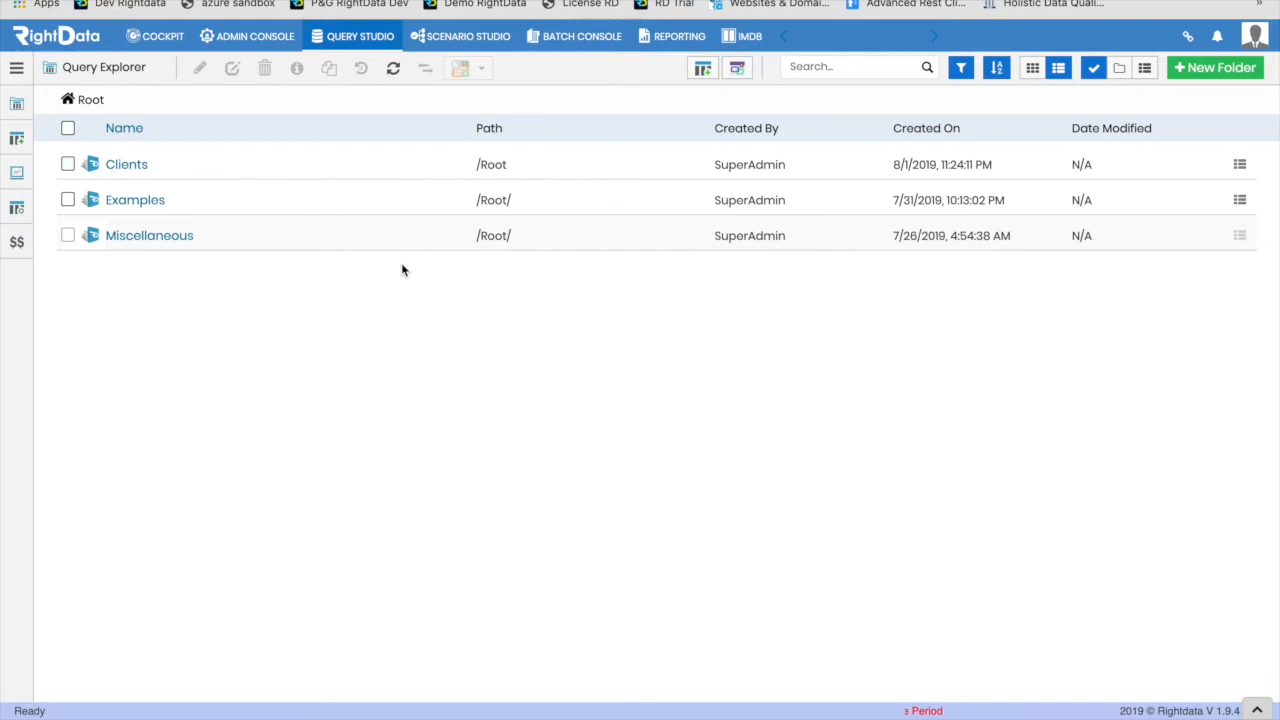 Apps Dev Rightdata azure sandbox P&G RightData Dev Demo RightData License RD RD Trial Websites & Domai... Advanced Rest Cli... Holistic Data Quali... »
RightData COCKPIT ADMIN CONSOLE QUERY STUDIO SCENARIO STUDIO BATCH CONSOLE REPORTING IMDB
Query Explorer Search... New Folder
Root
Name Path Created By Created On Date Modified
Clients /Root SuperAdmin 8/1/2019, 11:24:11 PM N/A
Examples /Root/ SuperAdmin 7/31/2019, 10:13:02 PM N/A
Miscellaneous /Root/ SuperAdmin 7/26/2019, 4:54:38 AM N/A
$$
Ready Period 2019 © Rightdata V 1.9.4